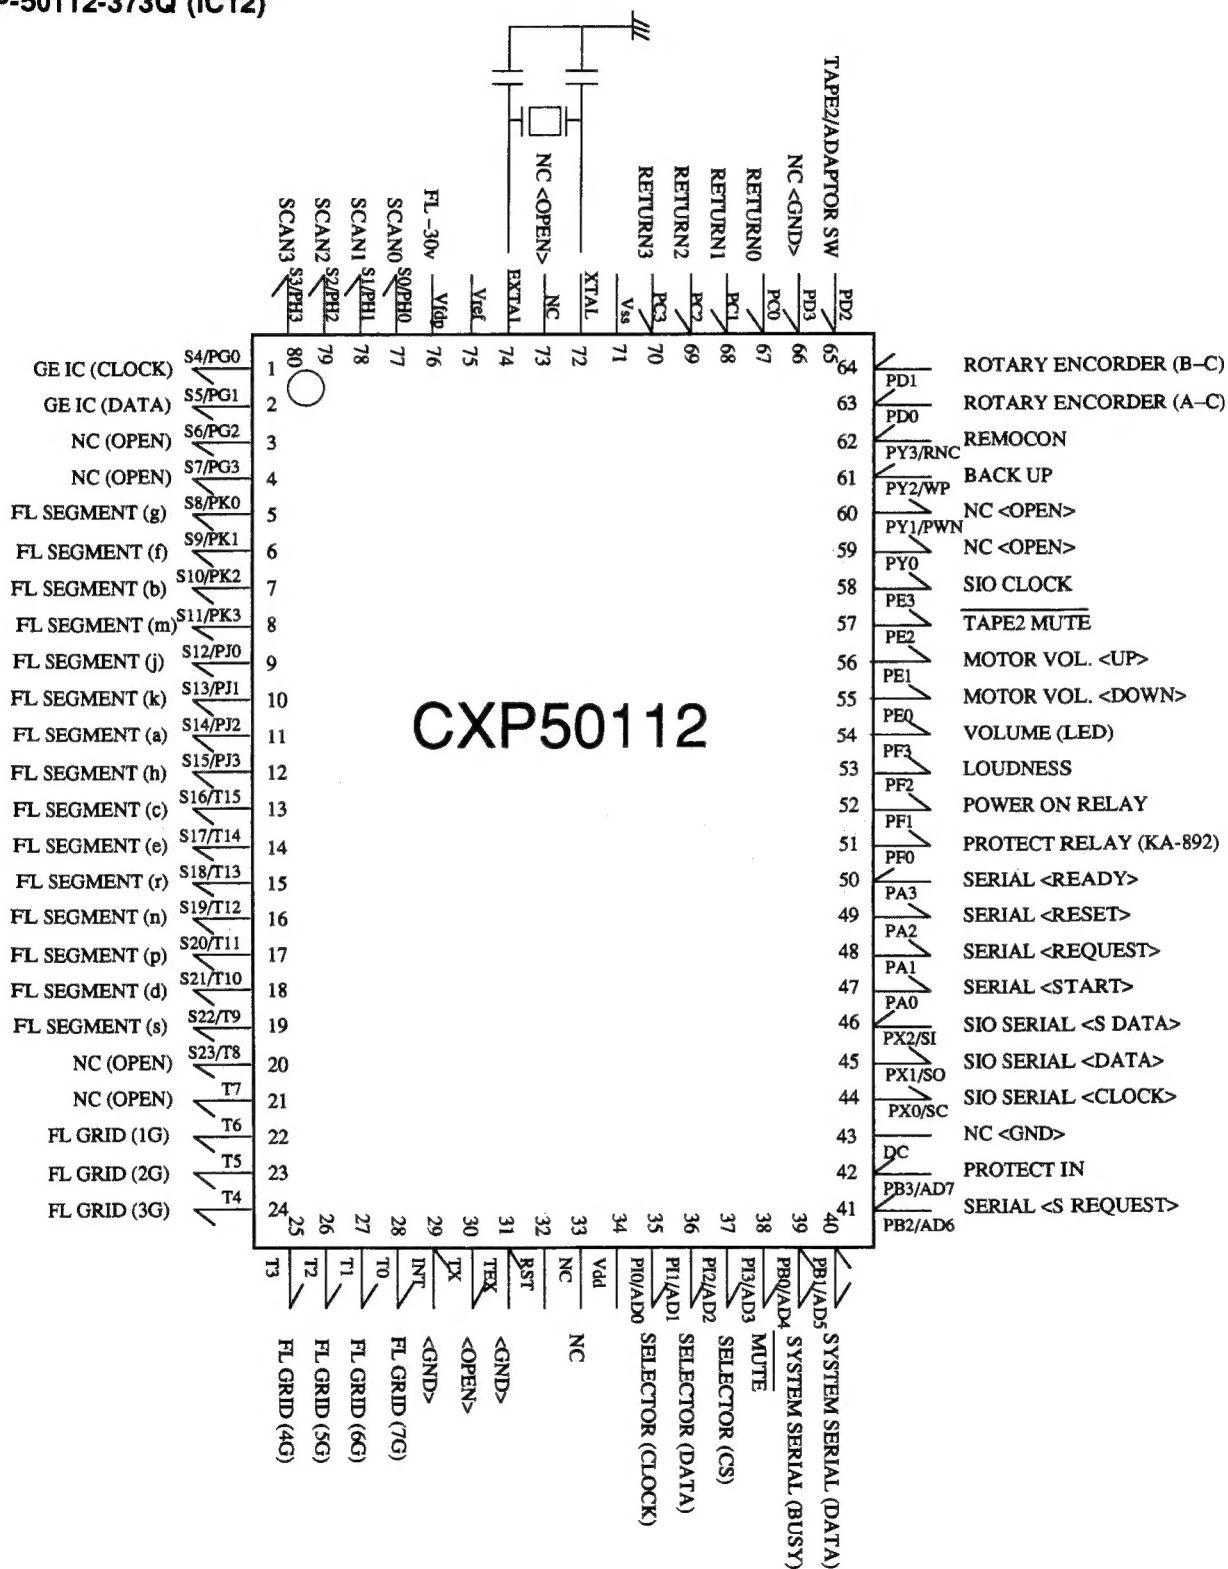 P-50112-373Q (IC12)
TAPE2/ADAPTOR SW
NC <GND>
RETURN0
RETURN1
RETURN2
RETURN3
NC <OPEN>
FL -30v
SCAN0
SCAN1
SCAN2
SCAN3
S3/PH3
S2/PH2
S1/PH1
S0/PH0
Vfdp
Vref
EXTAL
NC
XTAL
Vss
PC3
PC2
PC1
PC0
PD3
PD2
80
79
78
77
76
75
74
73
72
71
70
69
68
67
66
65
GE IC (CLOCK) S4/PG0 1
GE IC (DATA) S5/PG1 2
NC (OPEN) S6/PG2 3
NC (OPEN) S7/PG3 4
FL SEGMENT (g) S8/PK0 5
FL SEGMENT (f) S9/PK1 6
FL SEGMENT (b) S10/PK2 7
FL SEGMENT (m) S11/PK3 8
FL SEGMENT (j) S12/PJ0 9
FL SEGMENT (k) S13/PJ1 10
FL SEGMENT (a) S14/PJ2 11
FL SEGMENT (h) S15/PJ3 12
FL SEGMENT (c) S16/T15 13
FL SEGMENT (e) S17/T14 14
FL SEGMENT (r) S18/T13 15
FL SEGMENT (n) S19/T12 16
FL SEGMENT (p) S20/T11 17
FL SEGMENT (d) S21/T10 18
FL SEGMENT (s) S22/T9 19
NC (OPEN) S23/T8 20
NC (OPEN) T7 21
FL GRID (1G) T6 22
FL GRID (2G) T5 23
FL GRID (3G) T4 24
CXP50112
64 PD1 ROTARY ENCORDER (B-C)
63 PD0 ROTARY ENCORDER (A-C)
62 PY3/RNC REMOCON
61 PY2/WP BACK UP
60 PY1/PWN NC <OPEN>
59 PY0 NC <OPEN>
58 PE3 SIO CLOCK
57 PE2 TAPE2 MUTE
56 PE1 MOTOR VOL. <UP>
55 PE0 MOTOR VOL. <DOWN>
54 PF3 VOLUME (LED)
53 PF2 LOUDNESS
52 PF1 POWER ON RELAY
51 PF0 PROTECT RELAY (KA-892)
50 PA3 SERIAL <READY>
49 PA2 SERIAL <RESET>
48 PA1 SERIAL <REQUEST>
47 PA0 SERIAL <START>
46 PX2/SI SIO SERIAL <S DATA>
45 PX1/SO SIO SERIAL <DATA>
44 PX0/SC SIO SERIAL <CLOCK>
43 DC NC <GND>
42 PB3/AD7 PROTECT IN
41 PB2/AD6 SERIAL <S REQUEST>
25
26
27
28
29
30
31
32
33
34
35
36
37
38
39
40
T3
T2
T1
T0
INT
TX
TEX
RST
NC
Vdd
PI0/AD0
PI1/AD1
PI2/AD2
PI3/AD3
PB0/AD4
PB1/AD5
FL GRID (4G)
FL GRID (5G)
FL GRID (6G)
FL GRID (7G)
<GND>
<OPEN>
<GND>
NC
SELECTOR (CLOCK)
SELECTOR (DATA)
SELECTOR (CS)
MUTE
SYSTEM SERIAL (BUSY)
SYSTEM SERIAL (DATA)